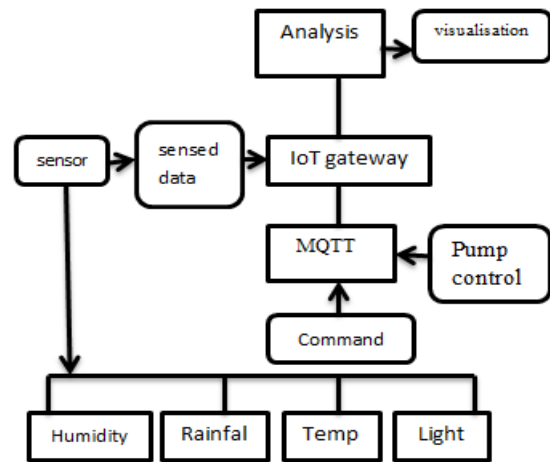 Analysis
visualisation
sensor
sensed
data
IoT gateway
MQTT
Pump
control
Command
Humidity
Rainfal
Temp
Light